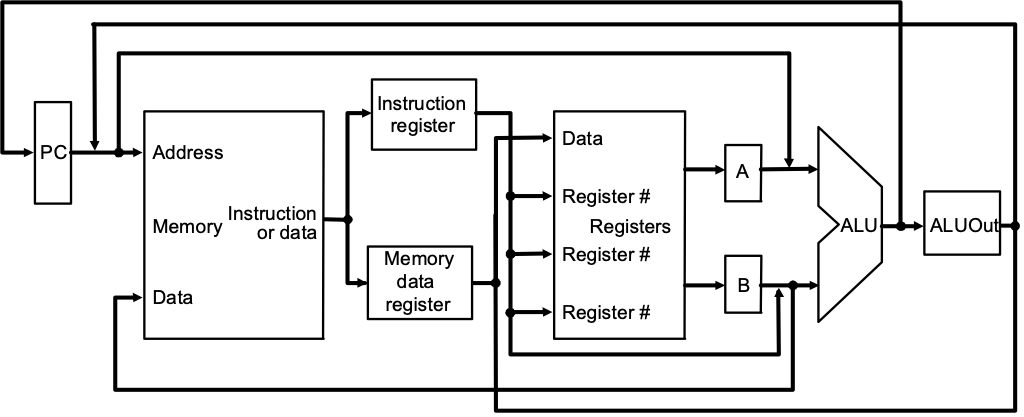 PC
Address
Memory
Instruction
or data
Data
Instruction
register
Memory
data
register
Data
Register #
Registers
Register #
Register #
A
B
ALU
ALUOut